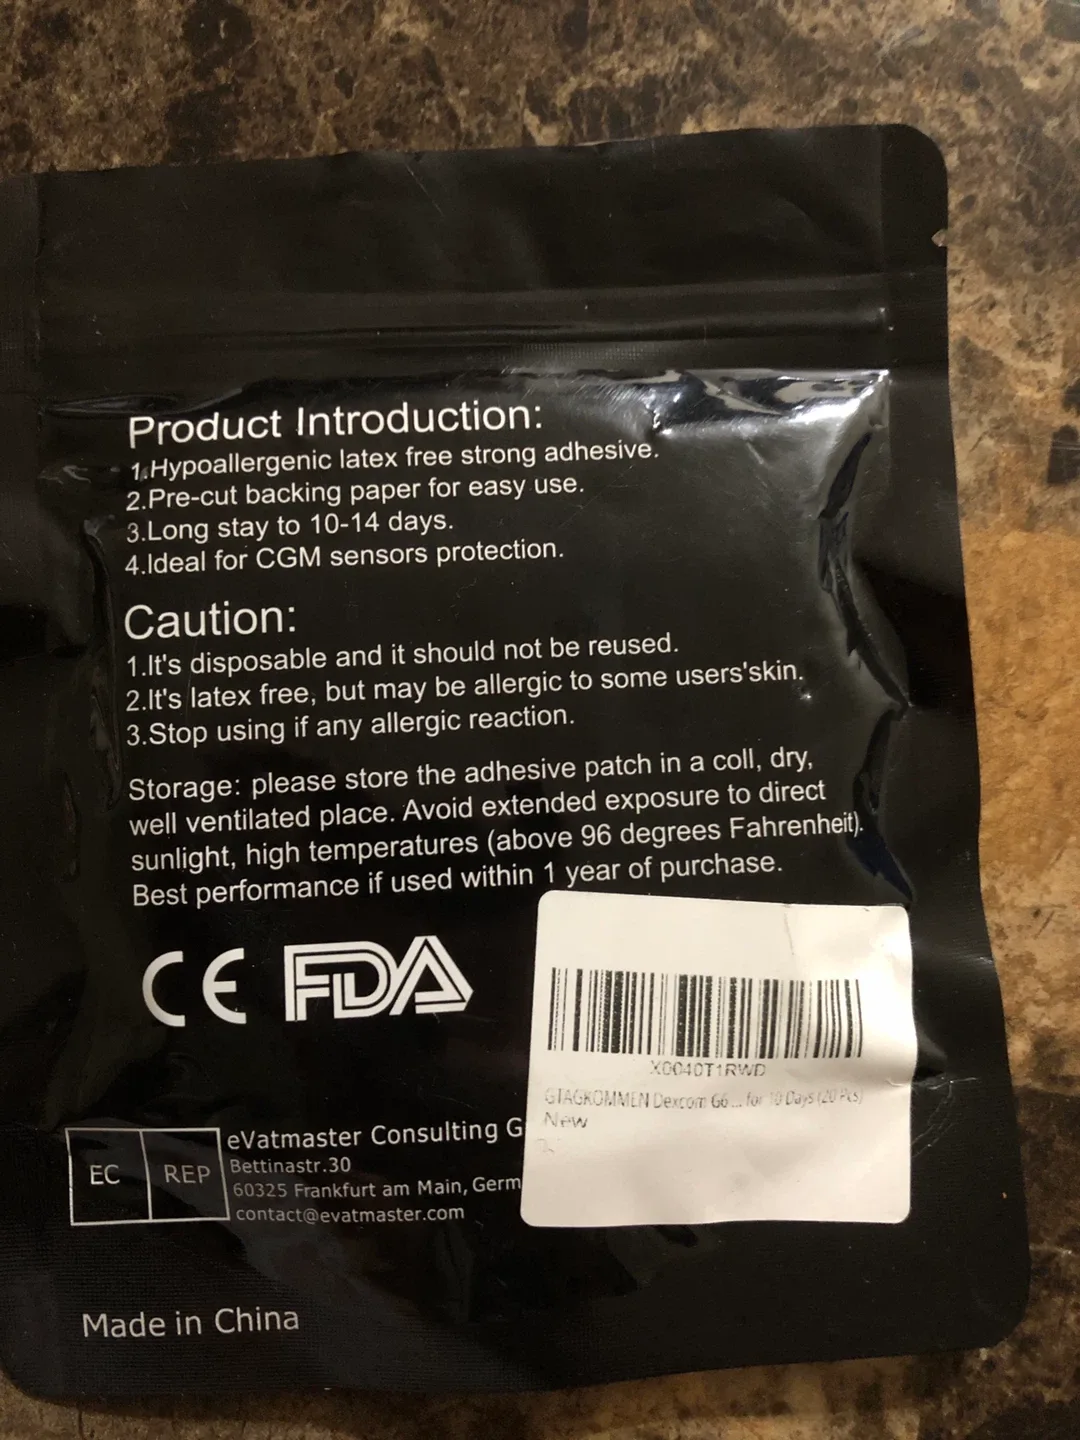 Product Introduction:
1.Hypoallergenic latex free strong adhesive.
2.Pre-cut backing paper for easy use.
3.Long stay to 10-14 days.
4.Ideal for CGM sensors protection.
Caution:
1.It's disposable and it should not be reused.
2.It's latex free, but may be allergic to some users'skin.
3.Stop using if any allergic reaction.
Storage: please store the adhesive patch in a coll, dry,
well ventilated place. Avoid extended exposure to direct
sunlight, high temperatures (above 96 degrees Fahrenheit).
Best performance if used within 1 year of purchase.
CE FDA
X0040T1RWD
GTAGKOMMEN Dexcom G6... for 10 Days (20 Pcs)
New
EC REP
eVatmaster Consulting G
Bettinastr.30
60325 Frankfurt am Main, Germ
contact@evatmaster.com
Made in China